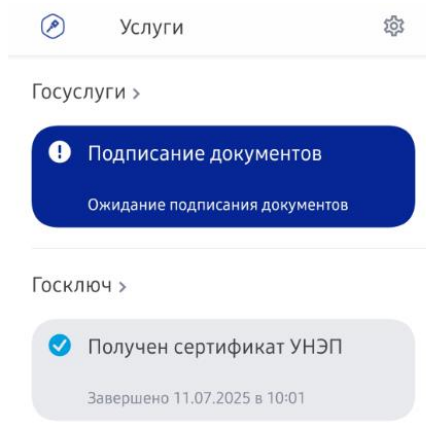 Услуги
Госуслуги >
Подписание документов
Ожидание подписания документов
Госключ >
Получен сертификат УНЭП
Завершено 11.07.2025 в 10:01